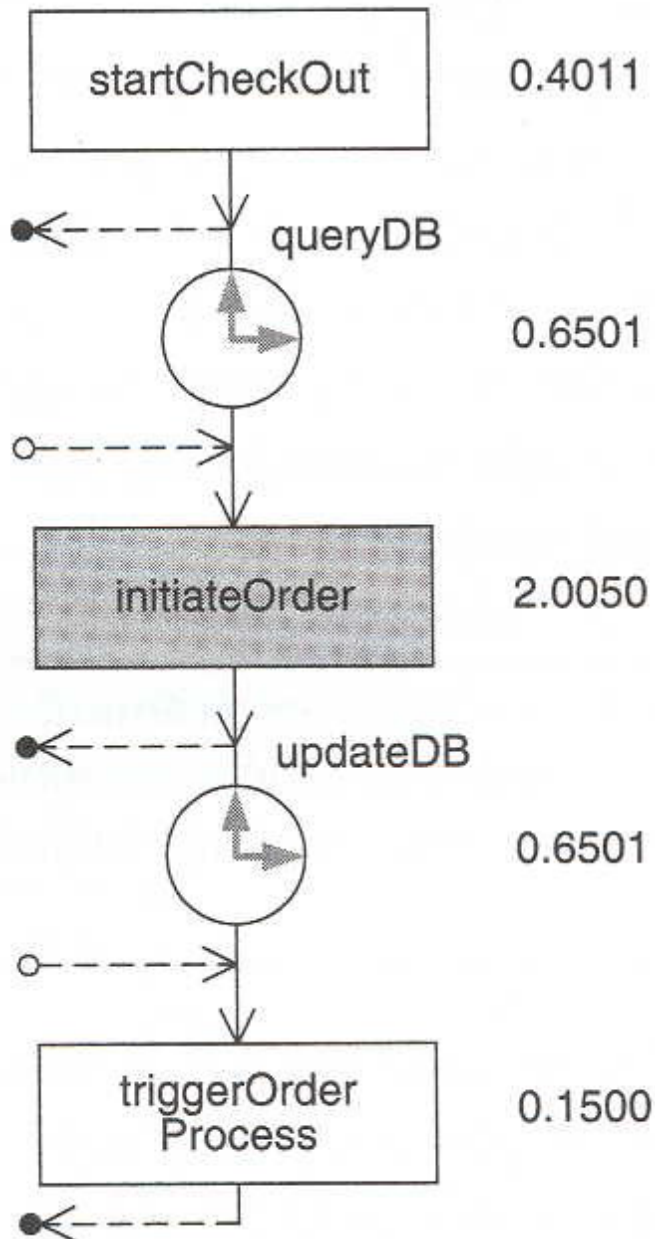 startCheckOut 0.4011
queryDB
0.6501
initiateOrder 2.0050
updateDB
0.6501
triggerOrder
Process
0.1500